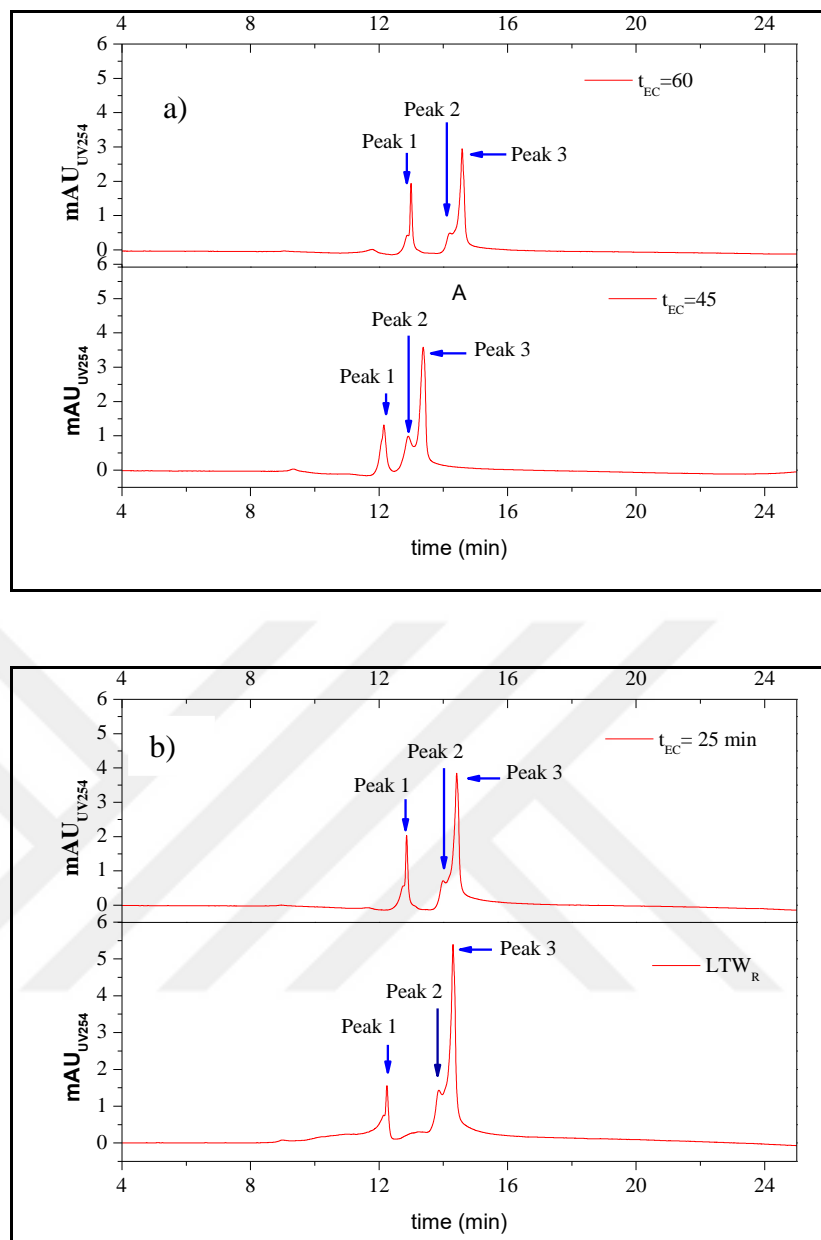 4 8 12 16 20 24
6
5
4
3
2
1
0
mAU_UV254
a)
t_EC=60
Peak 1
Peak 2
Peak 3
6
5
4
3
2
1
0
mAU_UV254
A
t_EC=45
Peak 2
Peak 3
Peak 1
4 8 12 16 20 24
time (min)
4 8 12 16 20 24
6
5
4
3
2
1
0
mAU_UV254
b)
t_EC= 25 min
Peak 2
Peak 3
Peak 1
6
5
4
3
2
1
0
mAU_UV254
Peak 3
LTW_R
Peak 2
Peak 1
4 8 12 16 20 24
time (min)